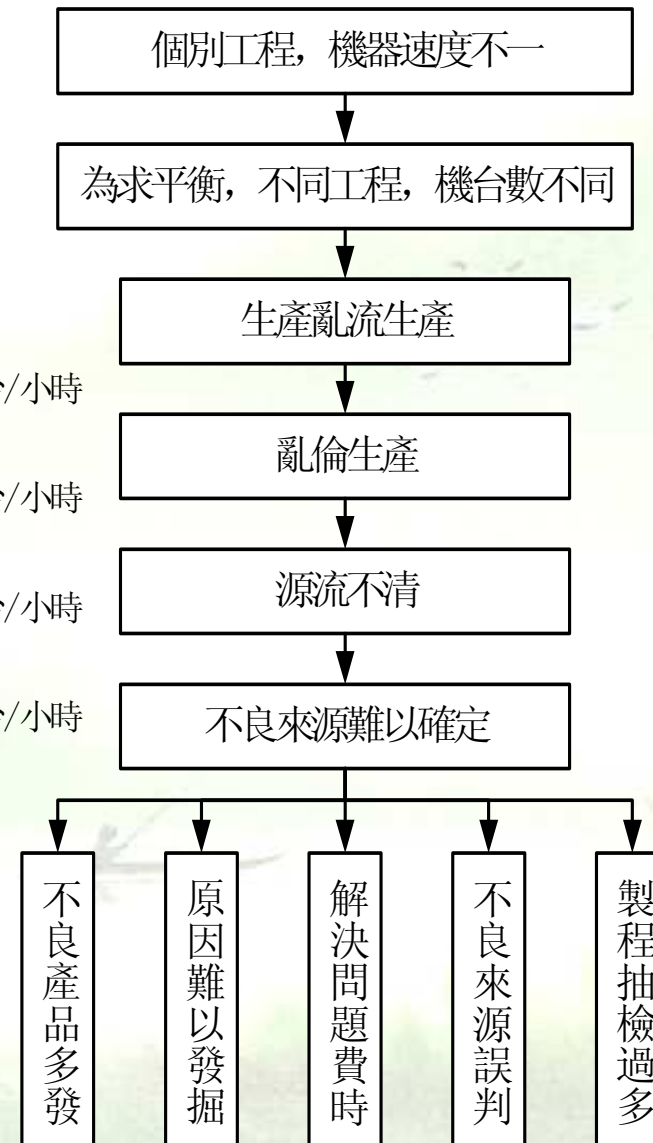 個別工程，機器速度不一
為求平衡，不同工程，機台數不同
生產亂流生產
/小時
亂倫生產
/小時
源流不清
/小時
不良來源難以確定
/小時
不良產品多發
原因難以發掘
解決問題費時
不良來源誤判
製程抽檢過多